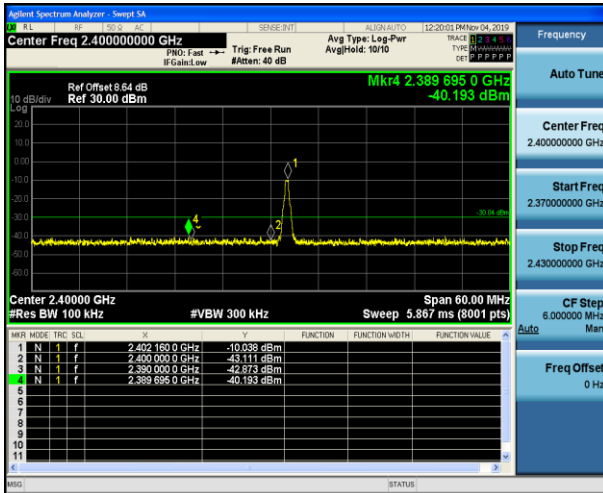 Agilent Spectrum Analyzer - Swept SA
RL RF 50 Ω AC SENSE:INT ALIGN AUTO 12:20:01 PM Nov 04, 2019
Center Freq 2.400000000 GHz
PNO: Fast
IFGain:Low
Trig: Free Run
#Atten: 40 dB
Avg Type: Log-Pwr
Avg|Hold: 10/10
TRACE 1 2 3 4 5 6
TYPE
DET P P P P P P
Ref Offset 8.64 dB
10 dB/div Ref 30.00 dBm
Log
Mkr4 2.389 695 0 GHz
-40.193 dBm
20.0
10.0
0.00
-10.0
-20.0
-30.0
-40.0
-50.0
-60.0
1
2
4
-30.04 dBm
Center 2.40000 GHz Span 60.00 MHz
#Res BW 100 kHz #VBW 300 kHz Sweep 5.867 ms (8001 pts)
MKR MODE TRC SCL X Y FUNCTION FUNCTION WIDTH FUNCTION VALUE
1 N 1 f 2.402 160 0 GHz -10.038 dBm
2 N 1 f 2.400 000 0 GHz -43.111 dBm
3 N 1 f 2.390 000 0 GHz -42.873 dBm
4 N 1 f 2.389 695 0 GHz -40.193 dBm
5
6
7
8
9
10
11
MSG STATUS
Frequency
Auto Tune
Center Freq
2.400000000 GHz
Start Freq
2.370000000 GHz
Stop Freq
2.430000000 GHz
CF Step
6.000000 MHz
Auto Man
Freq Offset
0 Hz